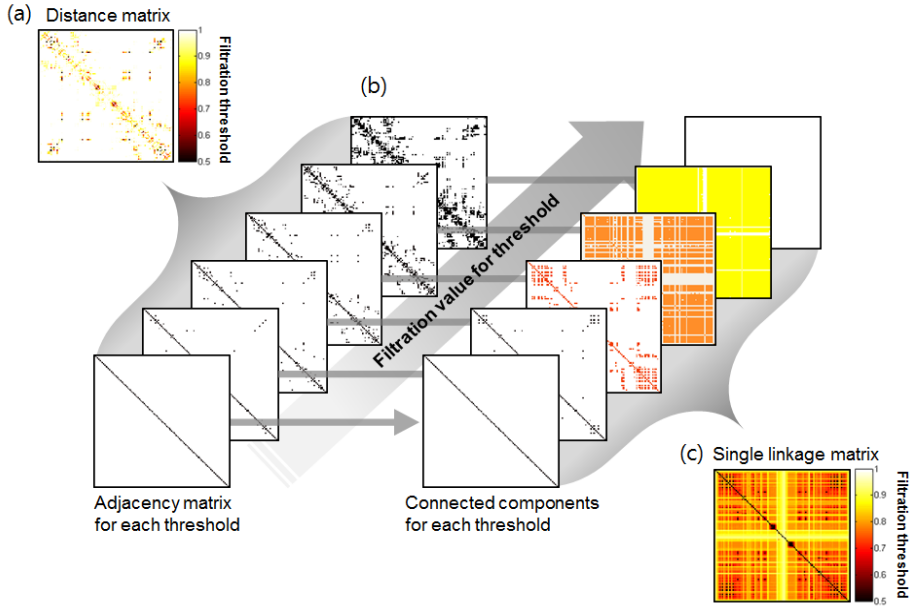 (a) Distance matrix
1
0.9
0.8
0.7
0.6
0.5
Filtration threshold
(b)
Filtration value for threshold
Adjacency matrix
for each threshold
Connected components
for each threshold
(c) Single linkage matrix
1
0.9
0.8
0.7
0.6
0.5
Filtration threshold